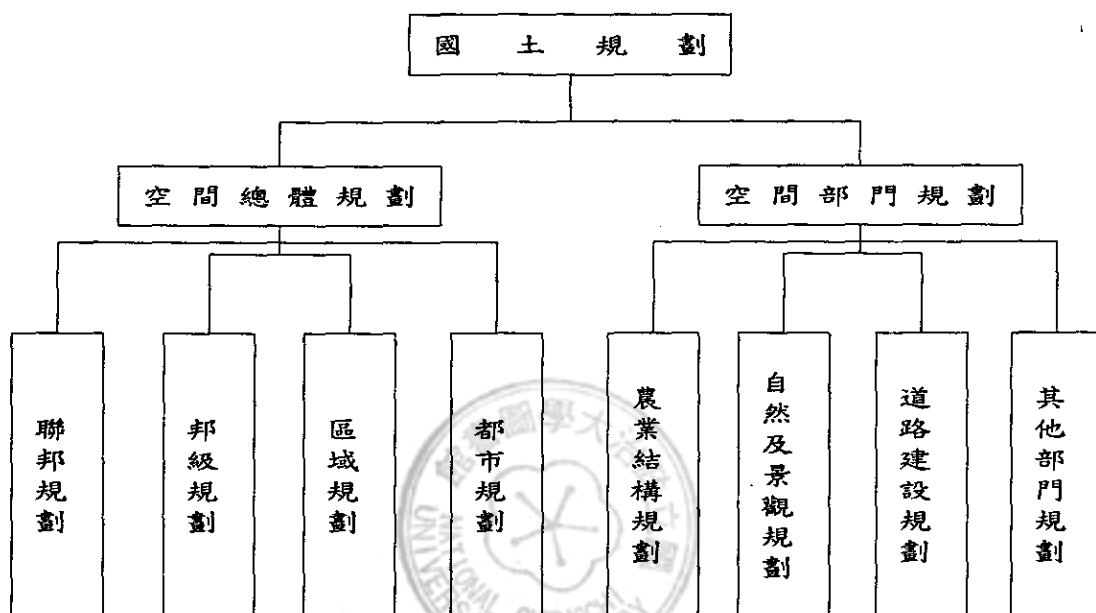 國土規劃
空間總體規劃
空間部門規劃
聯邦規劃
邦級規劃
區域規劃
都市規劃
農業結構規劃
自然及景觀規劃
道路建設規劃
其他部門規劃